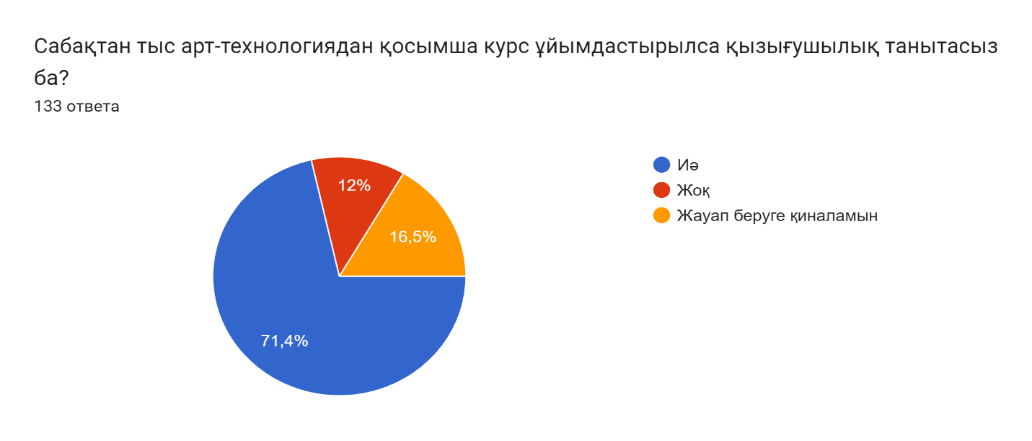 Сабақтан тыс арт-технологиядан қосымша курс ұйымдастырылса қызығушылық танытасыз
ба?
133 ответа
Иә
Жоқ
Жауап беруге қиналамын
12%
16,5%
71,4%